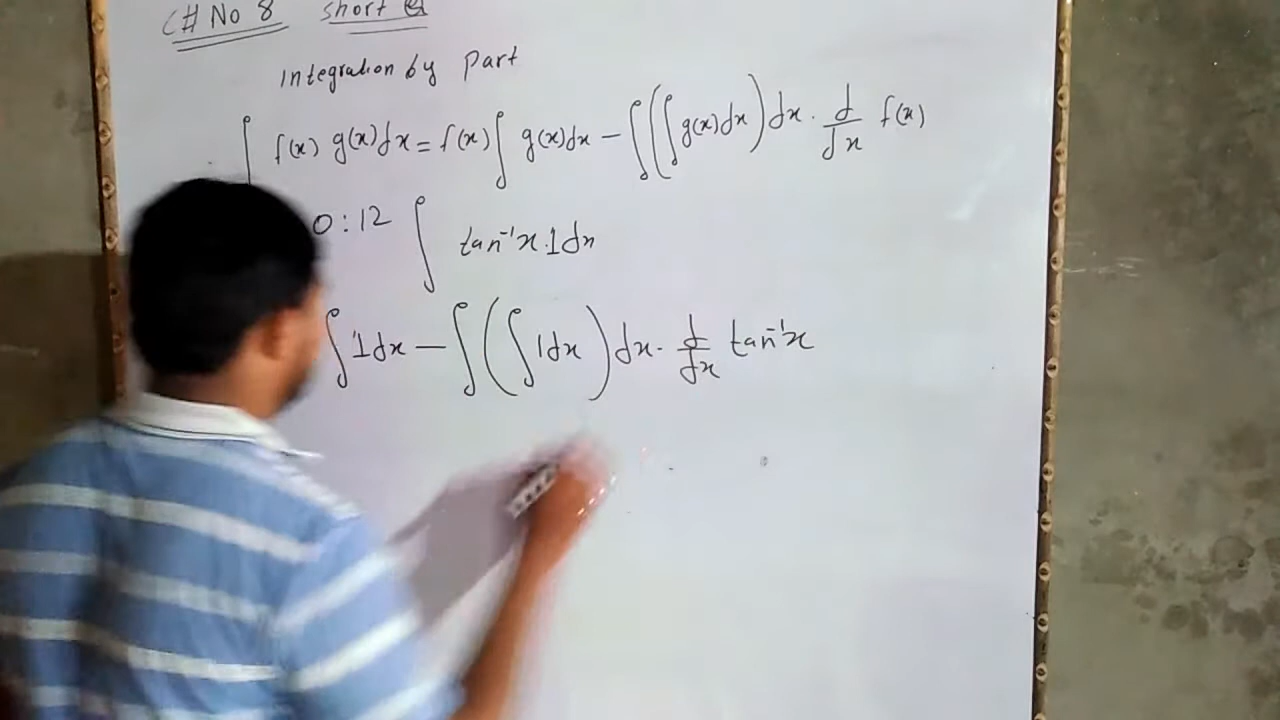 CH No 8 short Q
Integration by Part
∫ f(x) g(x)dx = f(x) ∫ g(x)dx - ∫(∫g(x)dx)dx · d/dx f(x)
0:12 ∫ tan⁻¹x·1dx
∫ 1dx - ∫(∫1dx)dx · d/dx tan⁻¹x